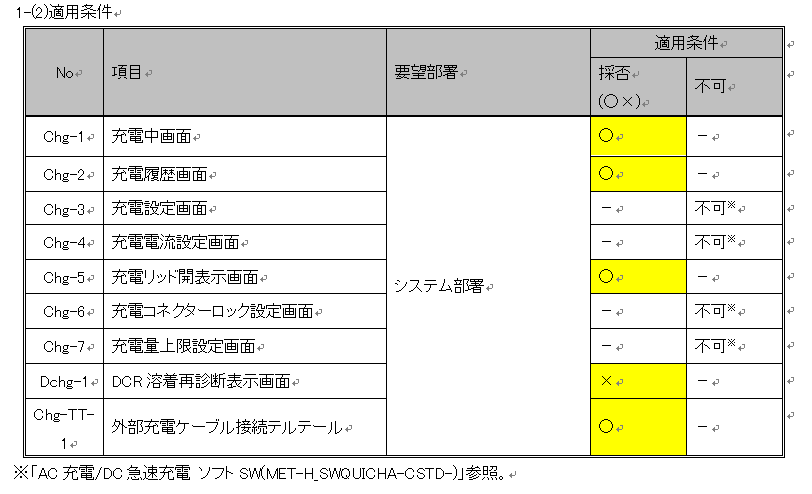 1-(2)適用条件
No 項目 要望部署 適用条件
採否 不可
(○×)
Chg-1 充電中画面 ○ －
Chg-2 充電履歴画面 ○ －
Chg-3 充電設定画面 － 不可※
Chg-4 充電電流設定画面 － 不可※
Chg-5 充電リッド開表示画面 ○ －
システム部署
Chg-6 充電コネクターロック設定画面 － 不可※
Chg-7 充電量上限設定画面 － 不可※
Dchg-1 DCR 溶着再診断表示画面 × －
Chg-TT-
1 外部充電ケーブル接続テルテール ○ －
※「AC 充電/DC 急速充電 ソフト SW(MET-H_SWQUICHA-CSTD-)」参照。